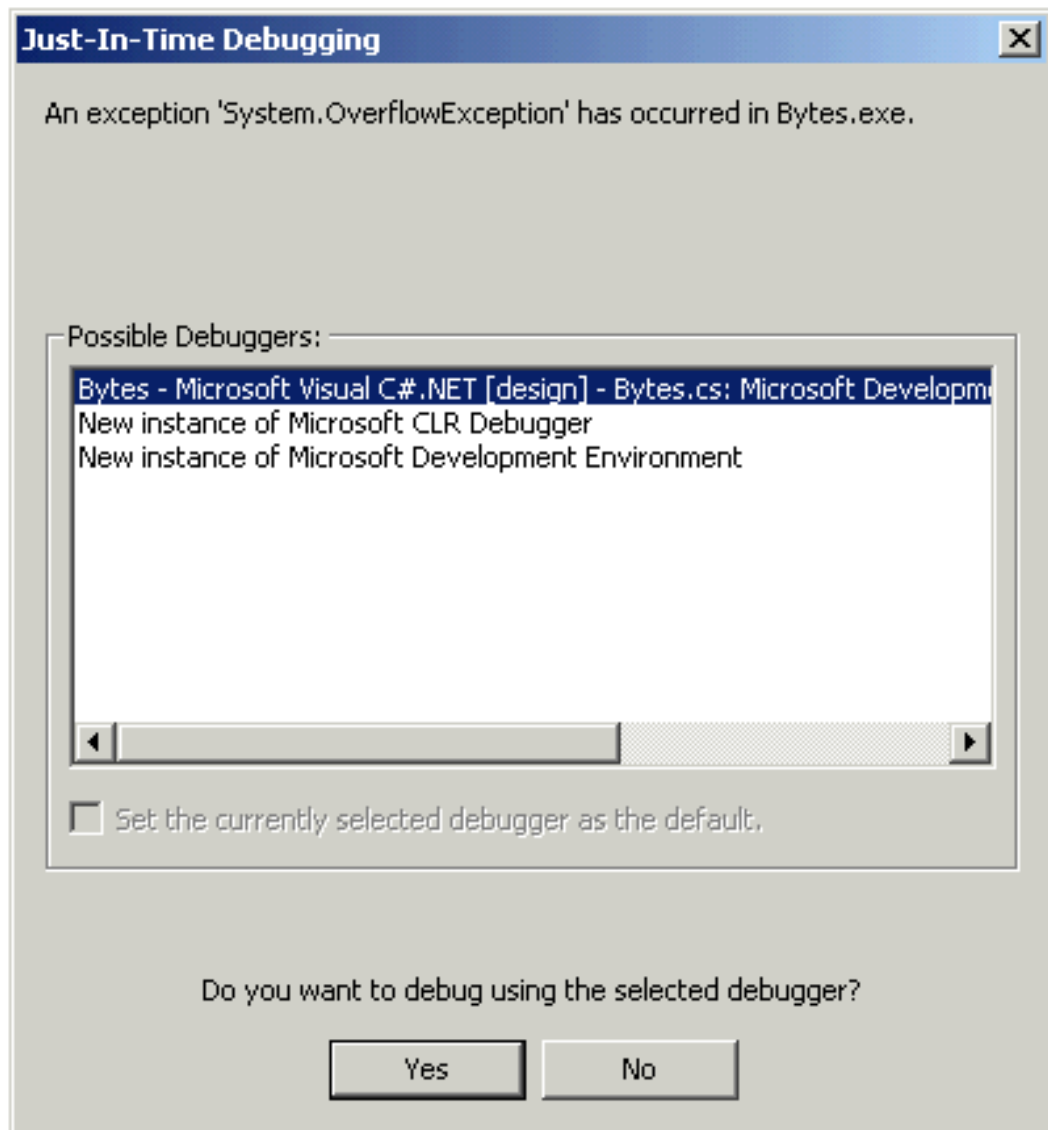 Just-In-Time Debugging
An exception 'System.OverflowException' has occurred in Bytes.exe.
Possible Debuggers:
Bytes - Microsoft Visual C#.NET [design] - Bytes.cs: Microsoft Developme
New instance of Microsoft CLR Debugger
New instance of Microsoft Development Environment
Set the currently selected debugger as the default.
Do you want to debug using the selected debugger?
Yes No